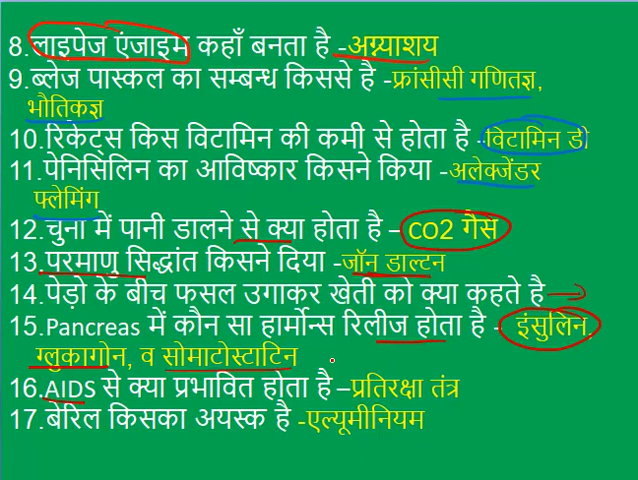 8.लाइपेज एंजाइम कहाँ बनता है -अग्न्याशय
9.ब्लेज पास्कल का सम्बन्ध किससे है -फ्रांसीसी गणितज्ञ,
भौतिकज्ञ
10.रिकेट्स किस विटामिन की कमी से होता है -विटामिन डी
11.पेनिसिलिन का आविष्कार किसने किया -अलेक्जेंडर
फ्लेमिंग
12.चुना में पानी डालने से क्या होता है – CO2 गैस
13.परमाणु सिद्धांत किसने दिया -जॉन डाल्टन
14.पेड़ो के बीच फसल उगाकर खेती को क्या कहते है
15.Pancreas में कौन सा हार्मोन्स रिलीज होता है - इंसुलिन,
ग्लुकागोन, व सोमाटोस्टाटिन
16.AIDS से क्या प्रभावित होता है –प्रतिरक्षा तंत्र
17.बेरिल किसका अयस्क है -एल्यूमीनियम